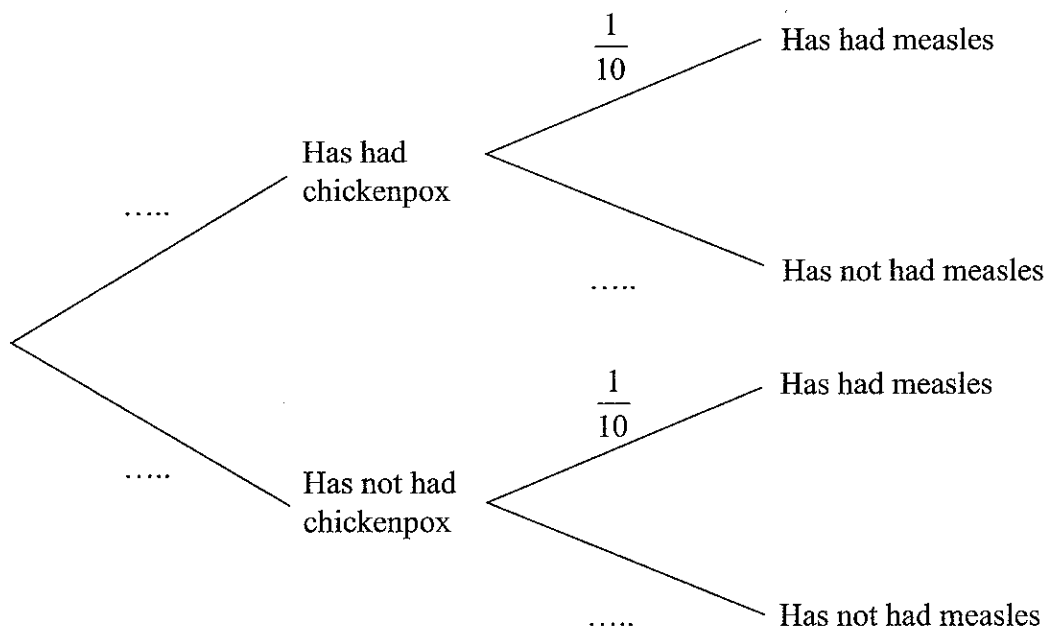 1
10
Has had measles
Has had
chickenpox
.....
Has not had measles
.....
1
10
Has had measles
.....
Has not had
chickenpox
Has not had measles
.....